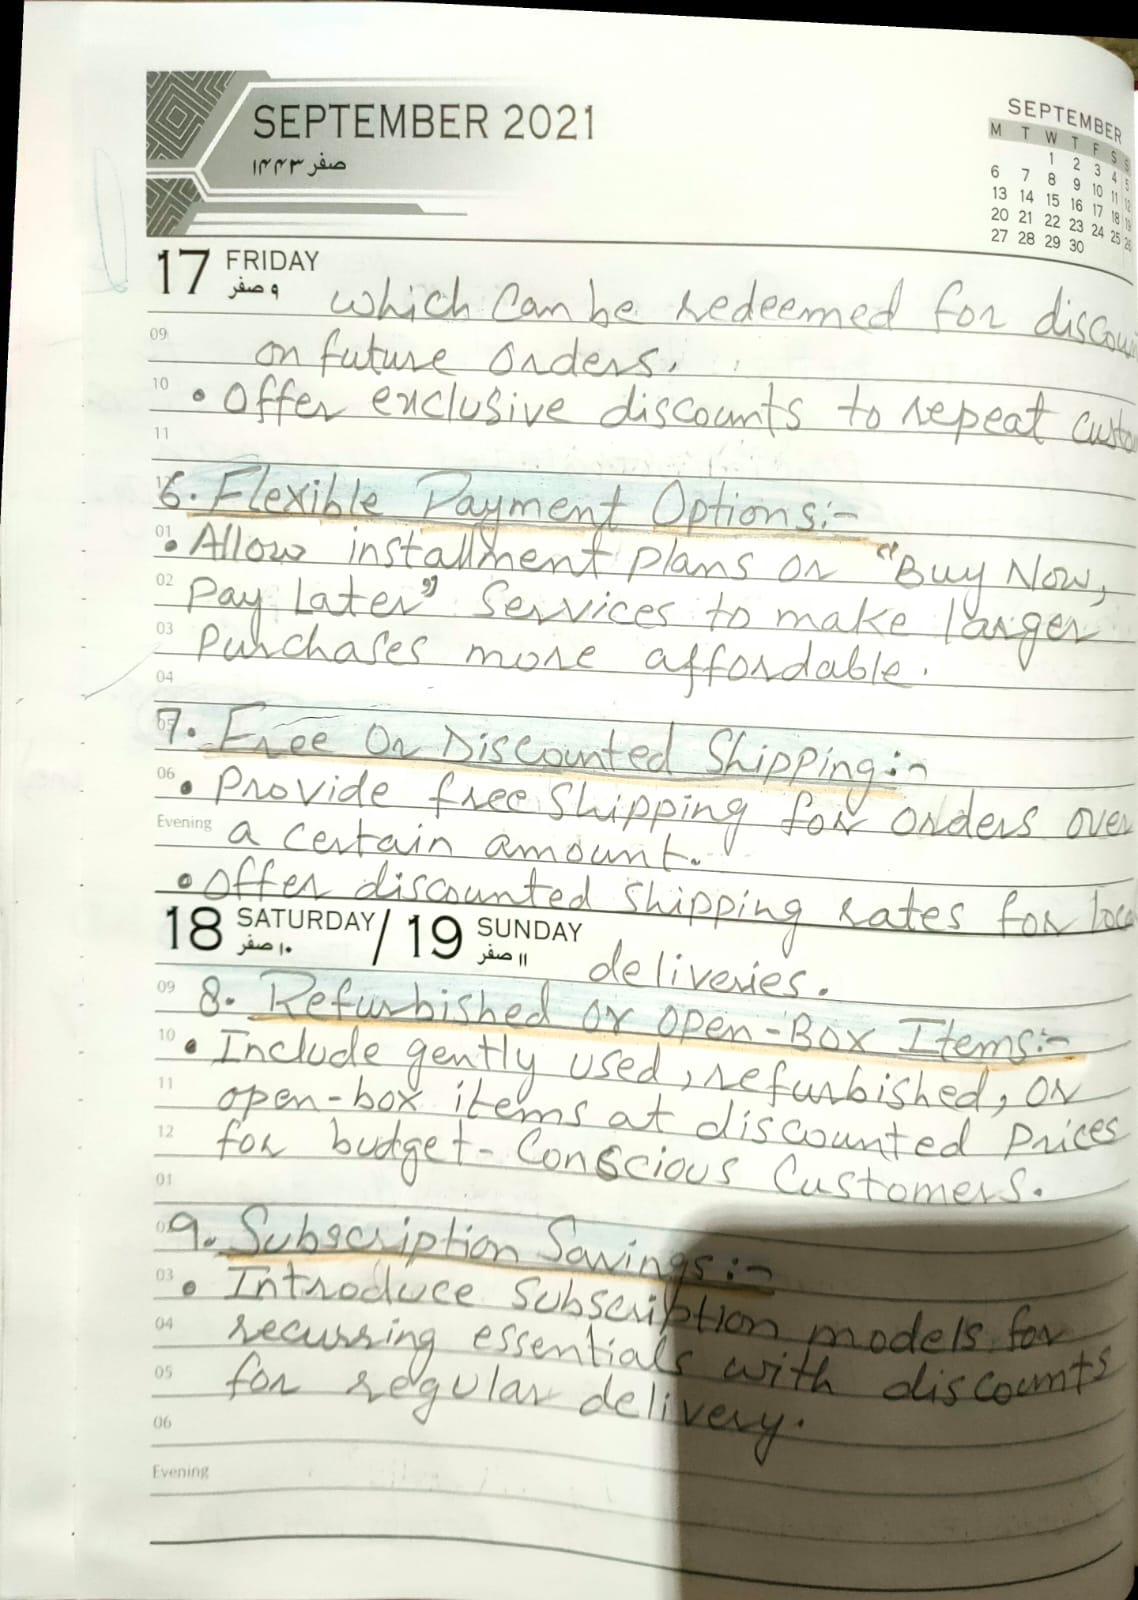 SEPTEMBER 2021
صفر ۱۴۴۳
SEPTEMBER
M T W T F S S
1 2 3 4 5
6 7 8 9 10 11 12
13 14 15 16 17 18 19
20 21 22 23 24 25 26
27 28 29 30
17 FRIDAY
۹ صفر
which can be redeemed for
09
on future orders.
10 • Offer exclusive discounts to repeat
11
12 6. Flexible Payment Options:-
01 • Allow installment plans or "Buy Now,
02 Pay Later" Services to make larger
03 Purchases more affordable.
04
05 7. Free Or Discounted Shipping:-
06 • Provide free Shipping for orders over
Evening a certain amount.
• Offer discounted shipping rates for
18 SATURDAY / 19 SUNDAY
۱۰ صفر ۱۱ صفر
deliveries.
09 8. Refurbished or open-Box Items:-
10 • Include gently used, refurbished, or
11 open-box items at discounted Prices
12 for budget-Conscious Customers.
01
02 9. Subscription Savings:-
03 • Introduce Subscription models for
04 recurring essentials with discounts
05 for regular delivery.
06
Evening